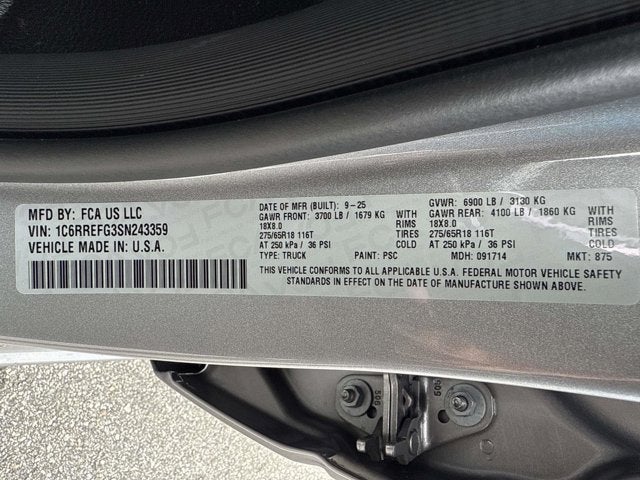 MFD BY: FCA US LLC
VIN: 1C6RREFG3SN243359
VEHICLE MADE IN: U.S.A.
DATE OF MFR (BUILT): 9-25
GAWR FRONT: 3700 LB / 1679 KG WITH
18X8.0 RIMS
275/65R18 116T TIRES
AT 250 kPa / 36 PSI
TYPE: TRUCK PAINT: PSC
GVWR: 6900 LB / 3130 KG
GAWR REAR: 4100 LB / 1860 KG WITH
18X8.0 RIMS
275/65R18 116T TIRES
AT 250 kPa / 36 PSI
MDH: 091714 MKT: 875
THIS VEHICLE CONFORMS TO ALL APPLICABLE U.S.A. FEDERAL MOTOR VEHICLE SAFETY
STANDARDS IN EFFECT ON THE DATE OF MANUFACTURE SHOWN ABOVE.